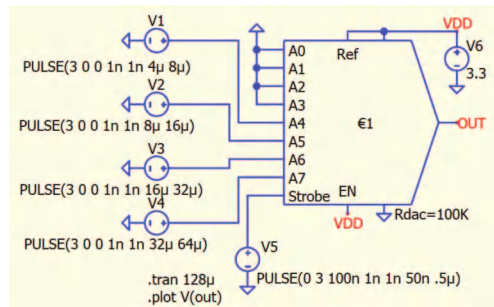 V1
PULSE(3 0 0 1n 1n 4µ 8µ)
V2
PULSE(3 0 0 1n 1n 8µ 16µ)
V3
PULSE(3 0 0 1n 1n 16µ 32µ)
V4
PULSE(3 0 0 1n 1n 32µ 64µ)
A0
A1
A2
A3
A4
A5
A6
A7
Strobe
Ref
€1
EN
VDD
VDD
V6
3.3
OUT
Rdac=100K
V5
PULSE(0 3 100n 1n 1n 50n .5µ)
.tran 128µ
.plot V(out)